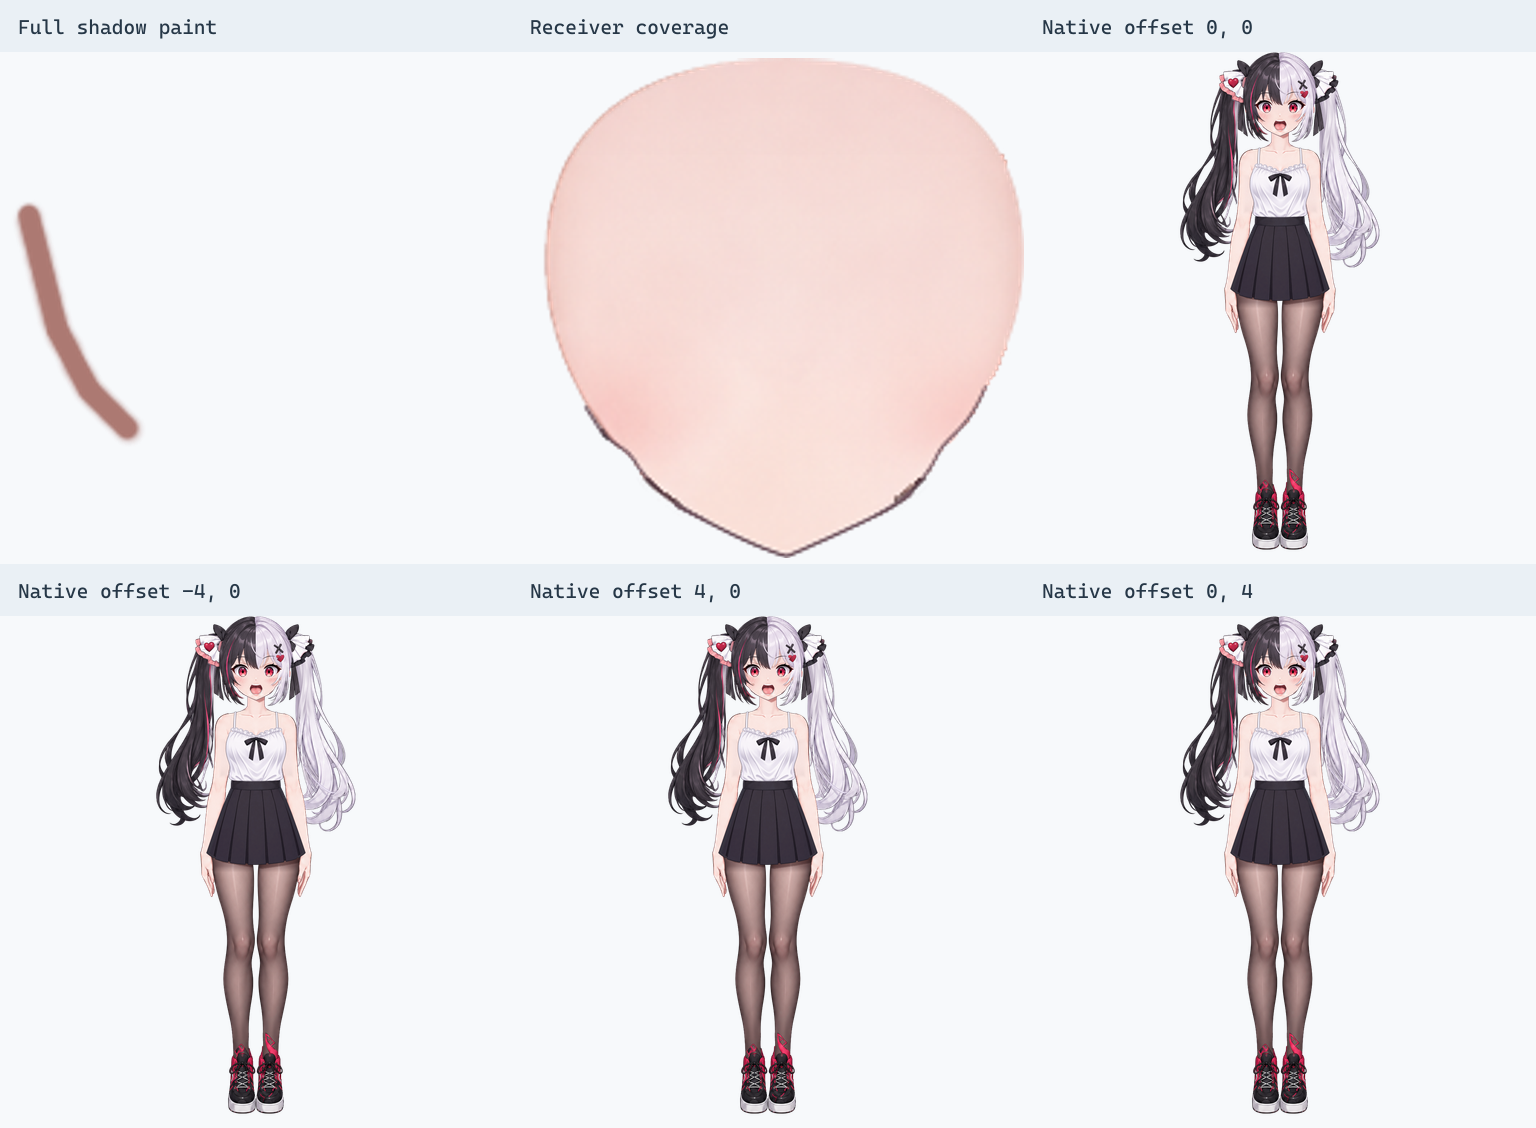 Full shadow paint
Receiver coverage
Native offset 0, 0
Native offset −4, 0
Native offset 4, 0
Native offset 0, 4